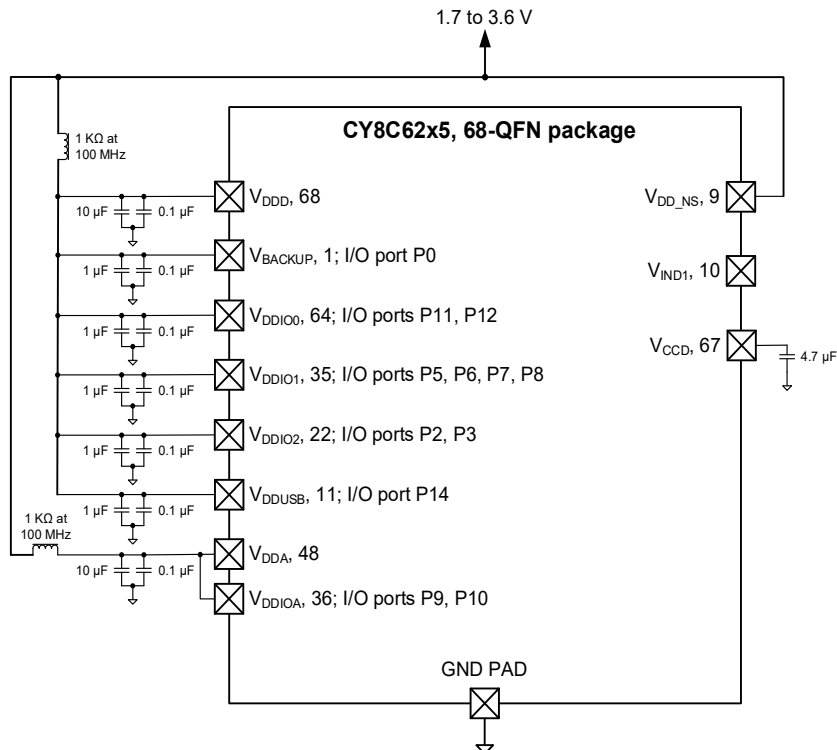 1.7 to 3.6 V
CY8C62x5, 68-QFN package
1 KΩ at
100 MHz
10 µF
0.1 µF
VDDD, 68
VDD_NS, 9
1 µF
0.1 µF
VBACKUP, 1; I/O port P0
VIND1, 10
1 µF
0.1 µF
VDDIO0, 64; I/O ports P11, P12
VCCD, 67
4.7 µF
1 µF
0.1 µF
VDDIO1, 35; I/O ports P5, P6, P7, P8
1 µF
0.1 µF
VDDIO2, 22; I/O ports P2, P3
1 µF
0.1 µF
VDDUSB, 11; I/O port P14
1 KΩ at
100 MHz
10 µF
0.1 µF
VDDA, 48
VDDIOA, 36; I/O ports P9, P10
GND PAD